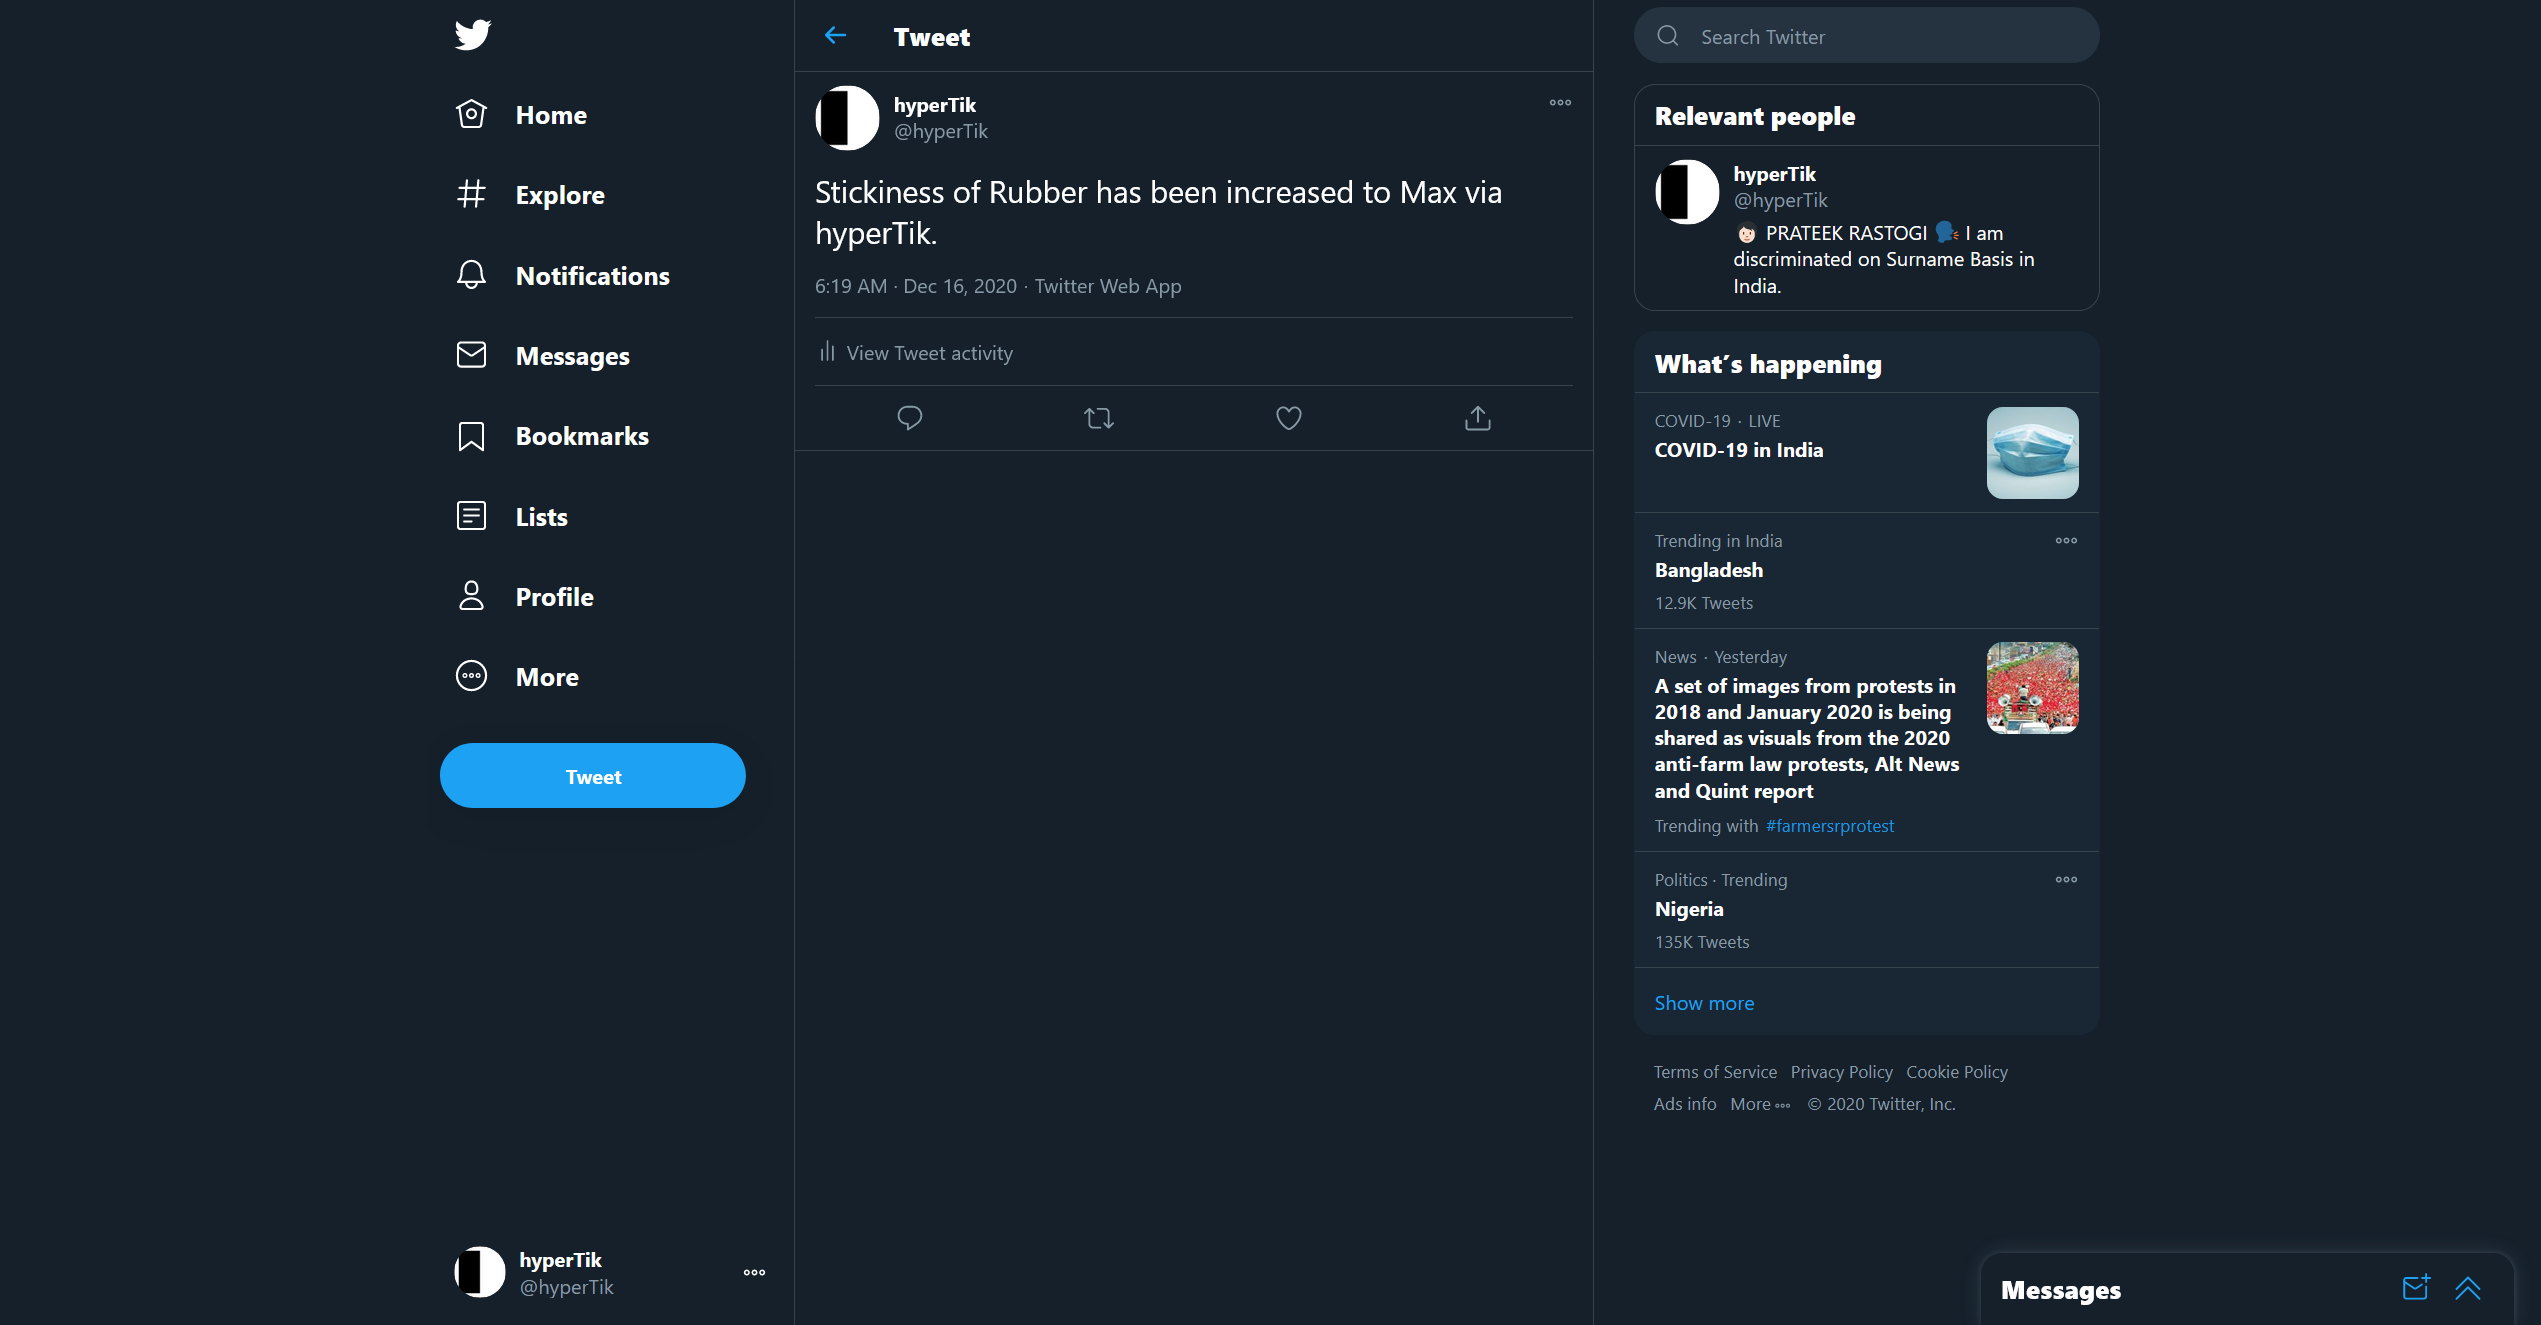 Home
Explore
Notifications
Messages
Bookmarks
Lists
Profile
More
Tweet
hyperTik
@hyperTik
Tweet
hyperTik
@hyperTik
Stickiness of Rubber has been increased to Max via
hyperTik.
6:19 AM · Dec 16, 2020 · Twitter Web App
View Tweet activity
Search Twitter
Relevant people
hyperTik
@hyperTik
PRATEEK RASTOGI I am
discriminated on Surname Basis in
India.
What's happening
COVID-19 · LIVE
COVID-19 in India
Trending in India
Bangladesh
12.9K Tweets
News · Yesterday
A set of images from protests in
2018 and January 2020 is being
shared as visuals from the 2020
anti-farm law protests, Alt News
and Quint report
Trending with #farmersrprotest
Politics · Trending
Nigeria
135K Tweets
Show more
Terms of Service Privacy Policy Cookie Policy
Ads info More © 2020 Twitter, Inc.
Messages